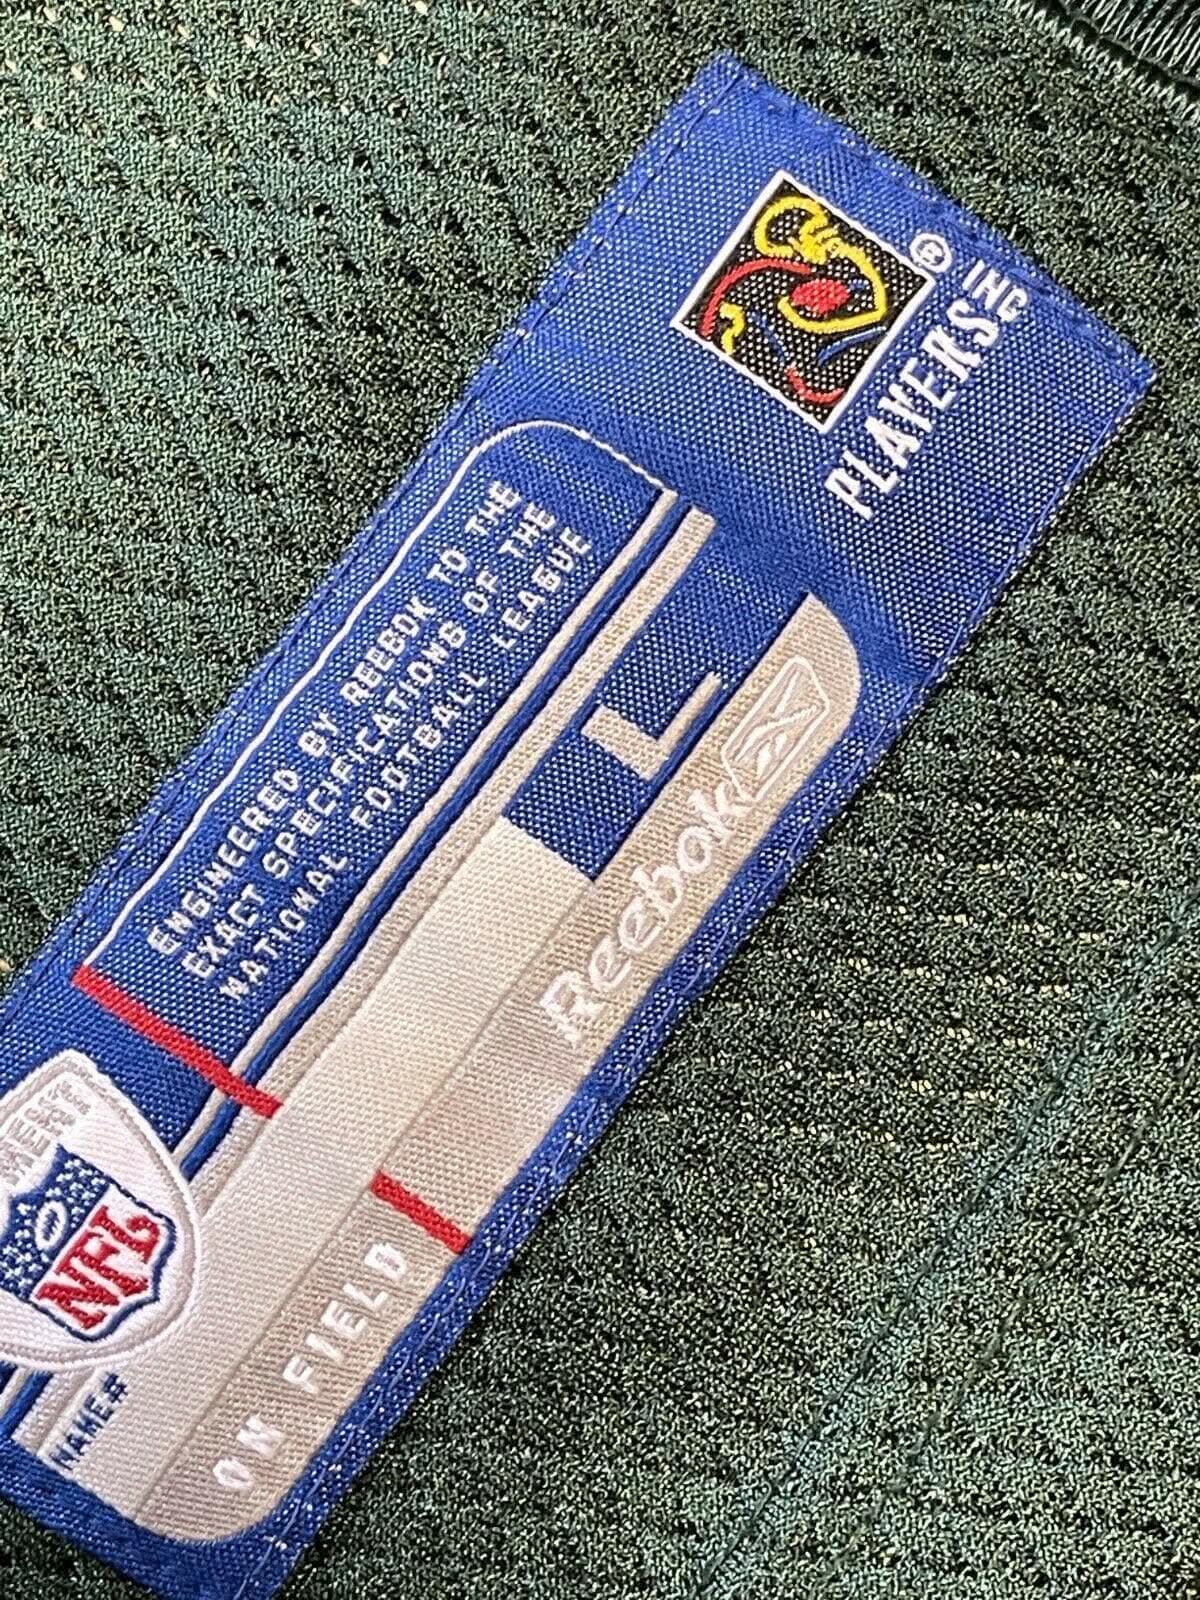 PLAYERS INC
®
ENGINEERED BY REEBOK TO THE
EXACT SPECIFICATIONS OF THE
NATIONAL FOOTBALL LEAGUE
L
Reebok
NFL
ON FIELD
NAME#